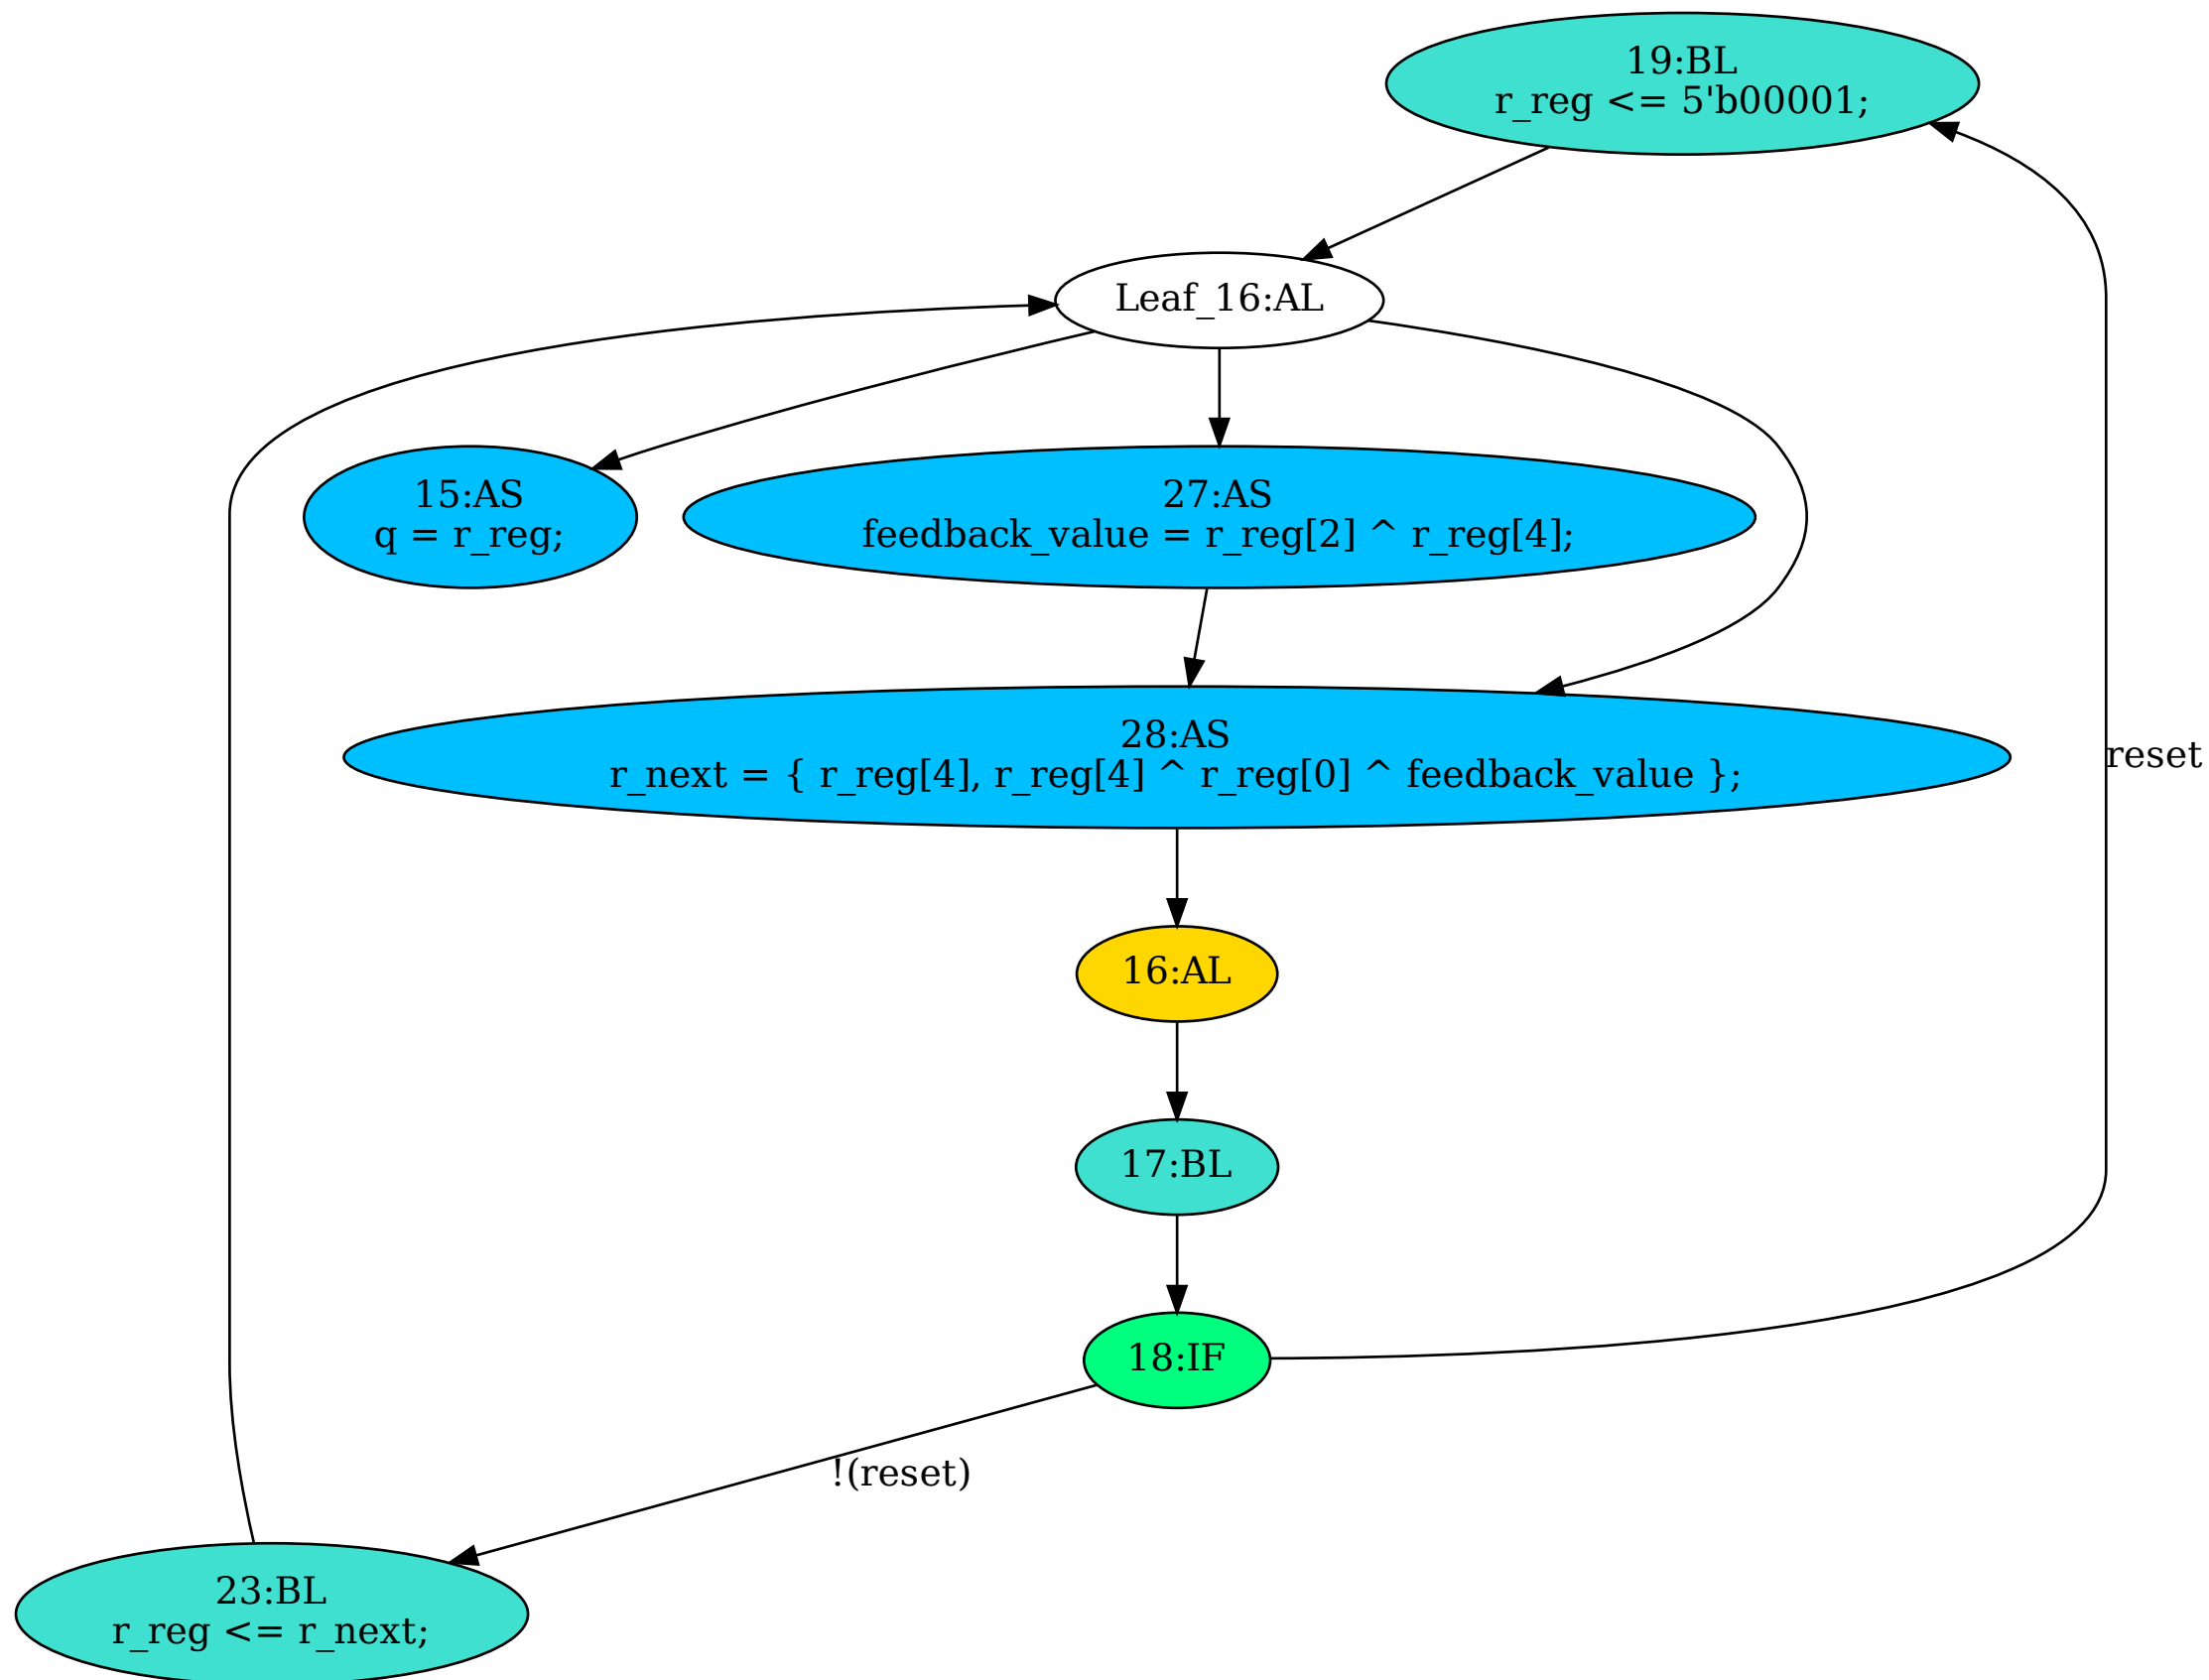 19:BL
r_reg <= 5'b00001;
Leaf_16:AL
15:AS
q = r_reg;
27:AS
feedback_value = r_reg[2] ^ r_reg[4];
28:AS
r_next = { r_reg[4], r_reg[4] ^ r_reg[0] ^ feedback_value };
reset
16:AL
17:BL
18:IF
!(reset)
23:BL
r_reg <= r_next;